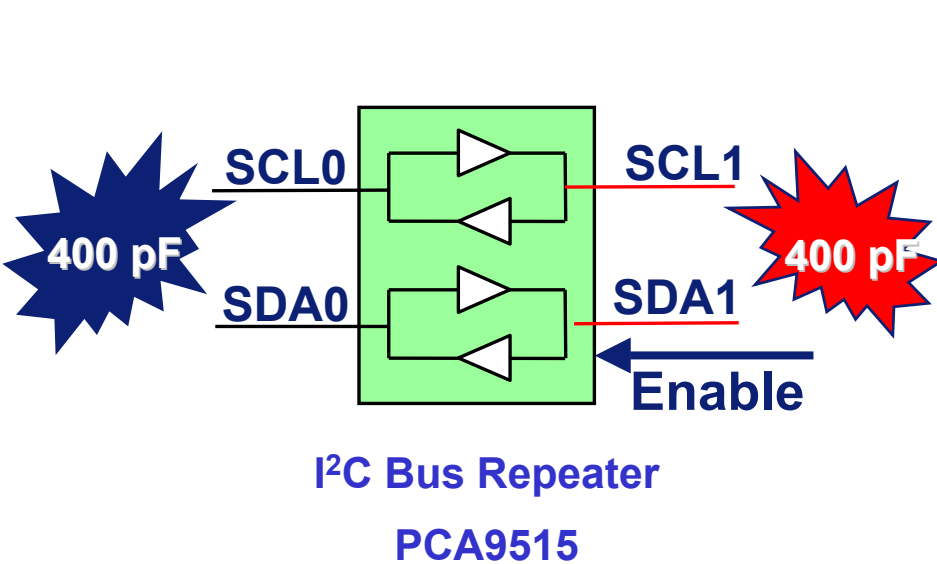 SCL0
SCL1
400 pF
400 pF
SDA0
SDA1
Enable
I²C Bus Repeater
PCA9515